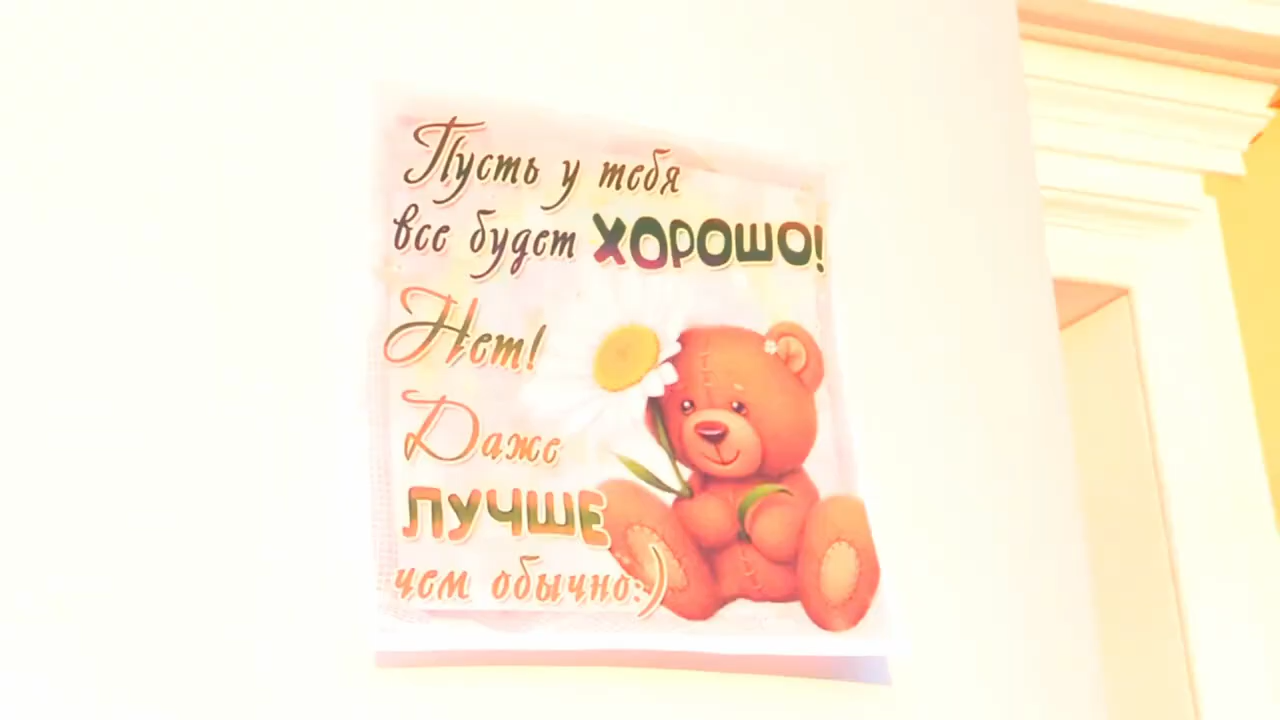 Пусть у тебя
все будет ХОРОШО!
Нет!
Даже
ЛУЧШЕ
чем обычно:)